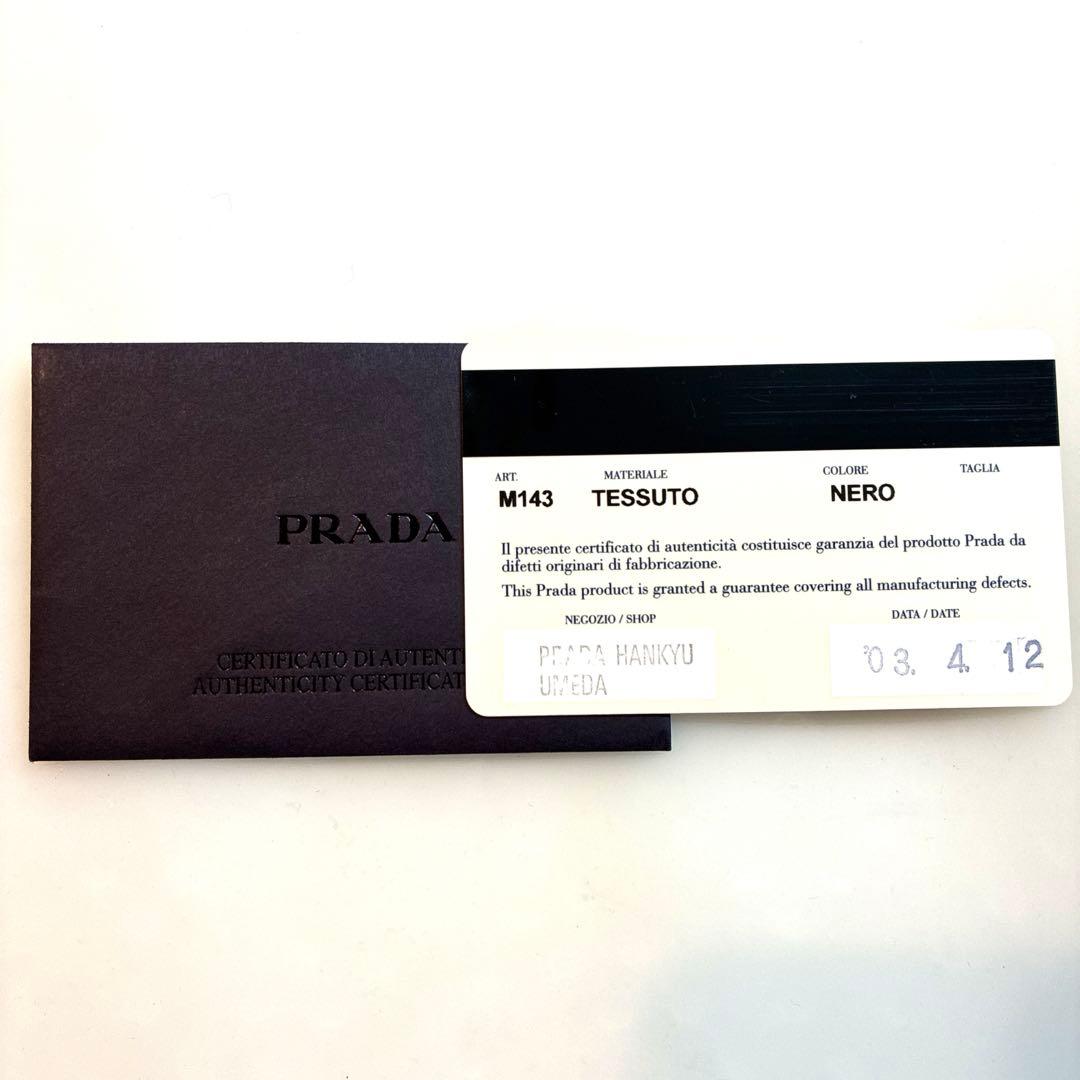 PRADA
CERTIFICATO DI AUTENT
AUTHENTICITY CERTIFICAT
ART. MATERIALE COLORE TAGLIA
M143 TESSUTO NERO
Il presente certificato di autenticità costituisce garanzia del prodotto Prada da
difetti originari di fabbricazione.
This Prada product is granted a guarantee covering all manufacturing defects.
NEGOZIO / SHOP DATA / DATE
PRADA HANKYU
UMEDA
'03. 4. 12